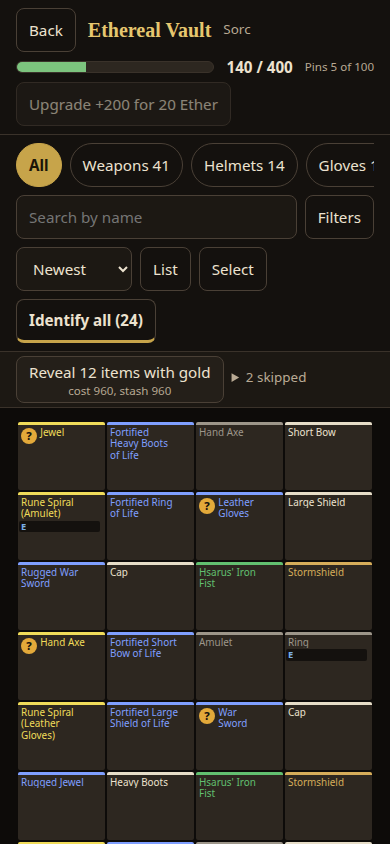 Back Ethereal Vault Sorc
140 / 400 Pins 5 of 100
Upgrade +200 for 20 Ether
All Weapons 41 Helmets 14 Gloves
Search by name Filters
Newest List Select
Identify all (24)
Reveal 12 items with gold
cost 960, stash 960
▶ 2 skipped
? Jewel
Fortified
Heavy Boots
of Life
Hand Axe
Short Bow
Rune Spiral
(Amulet)
E
Fortified Ring
of Life
? Leather
Gloves
Large Shield
Rugged War
Sword
Cap
Hsarus' Iron
Fist
Stormshield
? Hand Axe
Fortified Short
Bow of Life
Amulet
Ring
E
Rune Spiral
(Leather
Gloves)
Fortified Large
Shield of Life
? War
Sword
Cap
Rugged Jewel
Heavy Boots
Hsarus' Iron
Fist
Stormshield